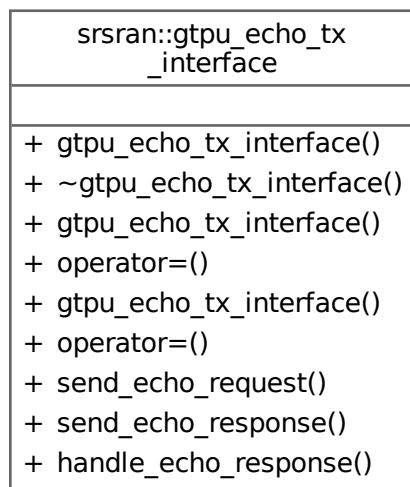 srsran::gtpu_echo_tx
_interface
+ gtpu_echo_tx_interface()
+ ~gtpu_echo_tx_interface()
+ gtpu_echo_tx_interface()
+ operator=()
+ gtpu_echo_tx_interface()
+ operator=()
+ send_echo_request()
+ send_echo_response()
+ handle_echo_response()